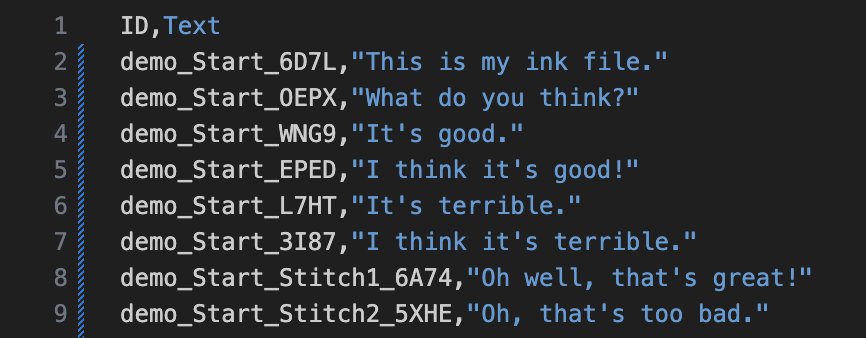 1 ID,Text
2 demo_Start_6D7L,"This is my ink file."
3 demo_Start_OEPX,"What do you think?"
4 demo_Start_WNG9,"It's good."
5 demo_Start_EPED,"I think it's good!"
6 demo_Start_L7HT,"It's terrible."
7 demo_Start_3I87,"I think it's terrible."
8 demo_Start_Stitch1_6A74,"Oh well, that's great!"
9 demo_Start_Stitch2_5XHE,"Oh, that's too bad."